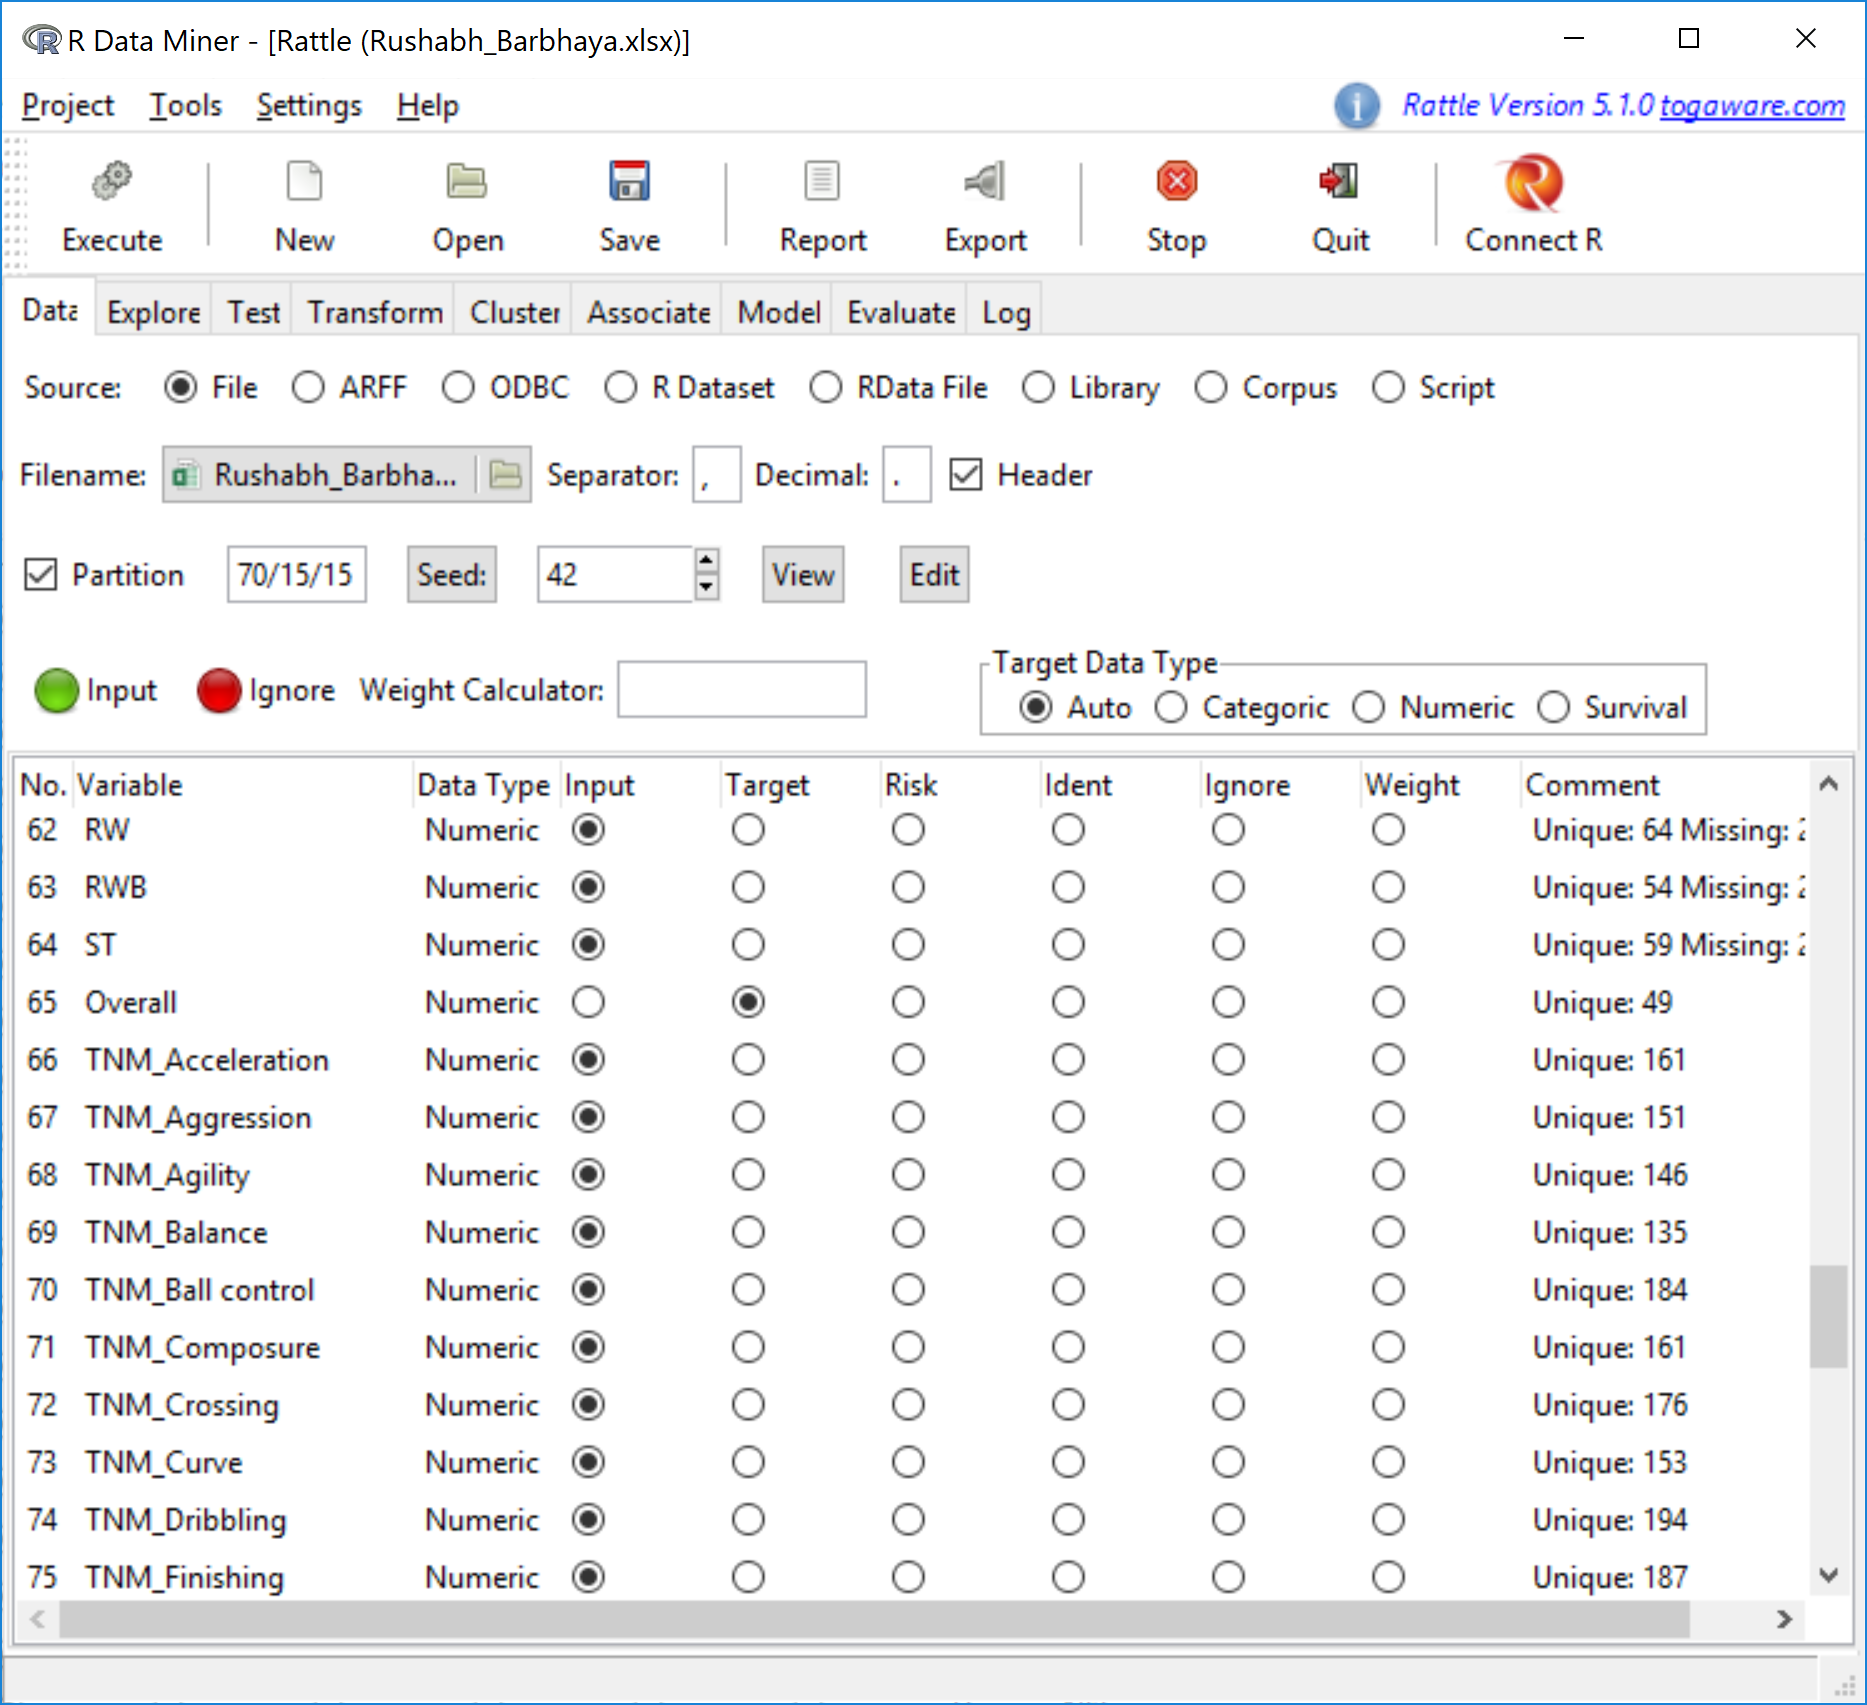 R Data Miner - [Rattle (Rushabh_Barbhaya.xlsx)]
Project Tools Settings Help Rattle Version 5.1.0 togaware.com
Execute New Open Save Report Export Stop Quit Connect R
Data Explore Test Transform Cluster Associate Model Evaluate Log
Source: File ARFF ODBC R Dataset RData File Library Corpus Script
Filename: Rushabh_Barbha... Separator: , Decimal: . Header
Partition 70/15/15 Seed: 42 View Edit
Target Data Type
Input Ignore Weight Calculator: Auto Categoric Numeric Survival
No. Variable Data Type Input Target Risk Ident Ignore Weight Comment
62 RW Numeric Unique: 64 Missing:
63 RWB Numeric Unique: 54 Missing:
64 ST Numeric Unique: 59 Missing:
65 Overall Numeric Unique: 49
66 TNM_Acceleration Numeric Unique: 161
67 TNM_Aggression Numeric Unique: 151
68 TNM_Agility Numeric Unique: 146
69 TNM_Balance Numeric Unique: 135
70 TNM_Ball control Numeric Unique: 184
71 TNM_Composure Numeric Unique: 161
72 TNM_Crossing Numeric Unique: 176
73 TNM_Curve Numeric Unique: 153
74 TNM_Dribbling Numeric Unique: 194
75 TNM_Finishing Numeric Unique: 187